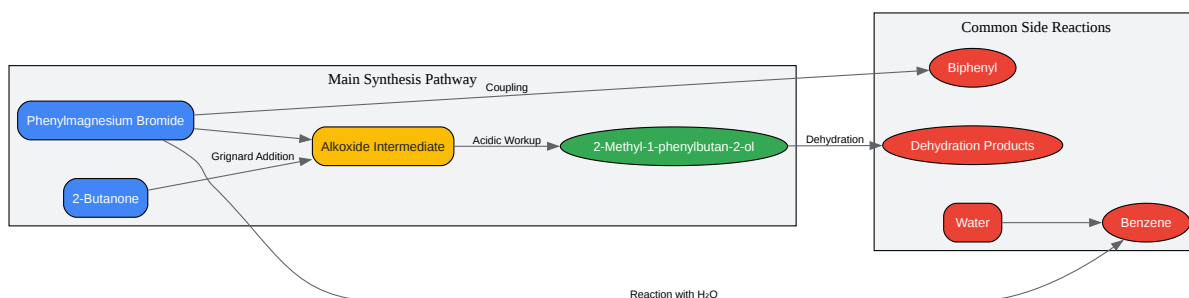 Common Side Reactions
Biphenyl
Main Synthesis Pathway
Coupling
Phenylmagnesium Bromide
Alkoxide Intermediate
Acidic Workup
2-Methyl-1-phenylbutan-2-ol
Dehydration
Dehydration Products
Grignard Addition
2-Butanone
Water
Benzene
Reaction with H₂O